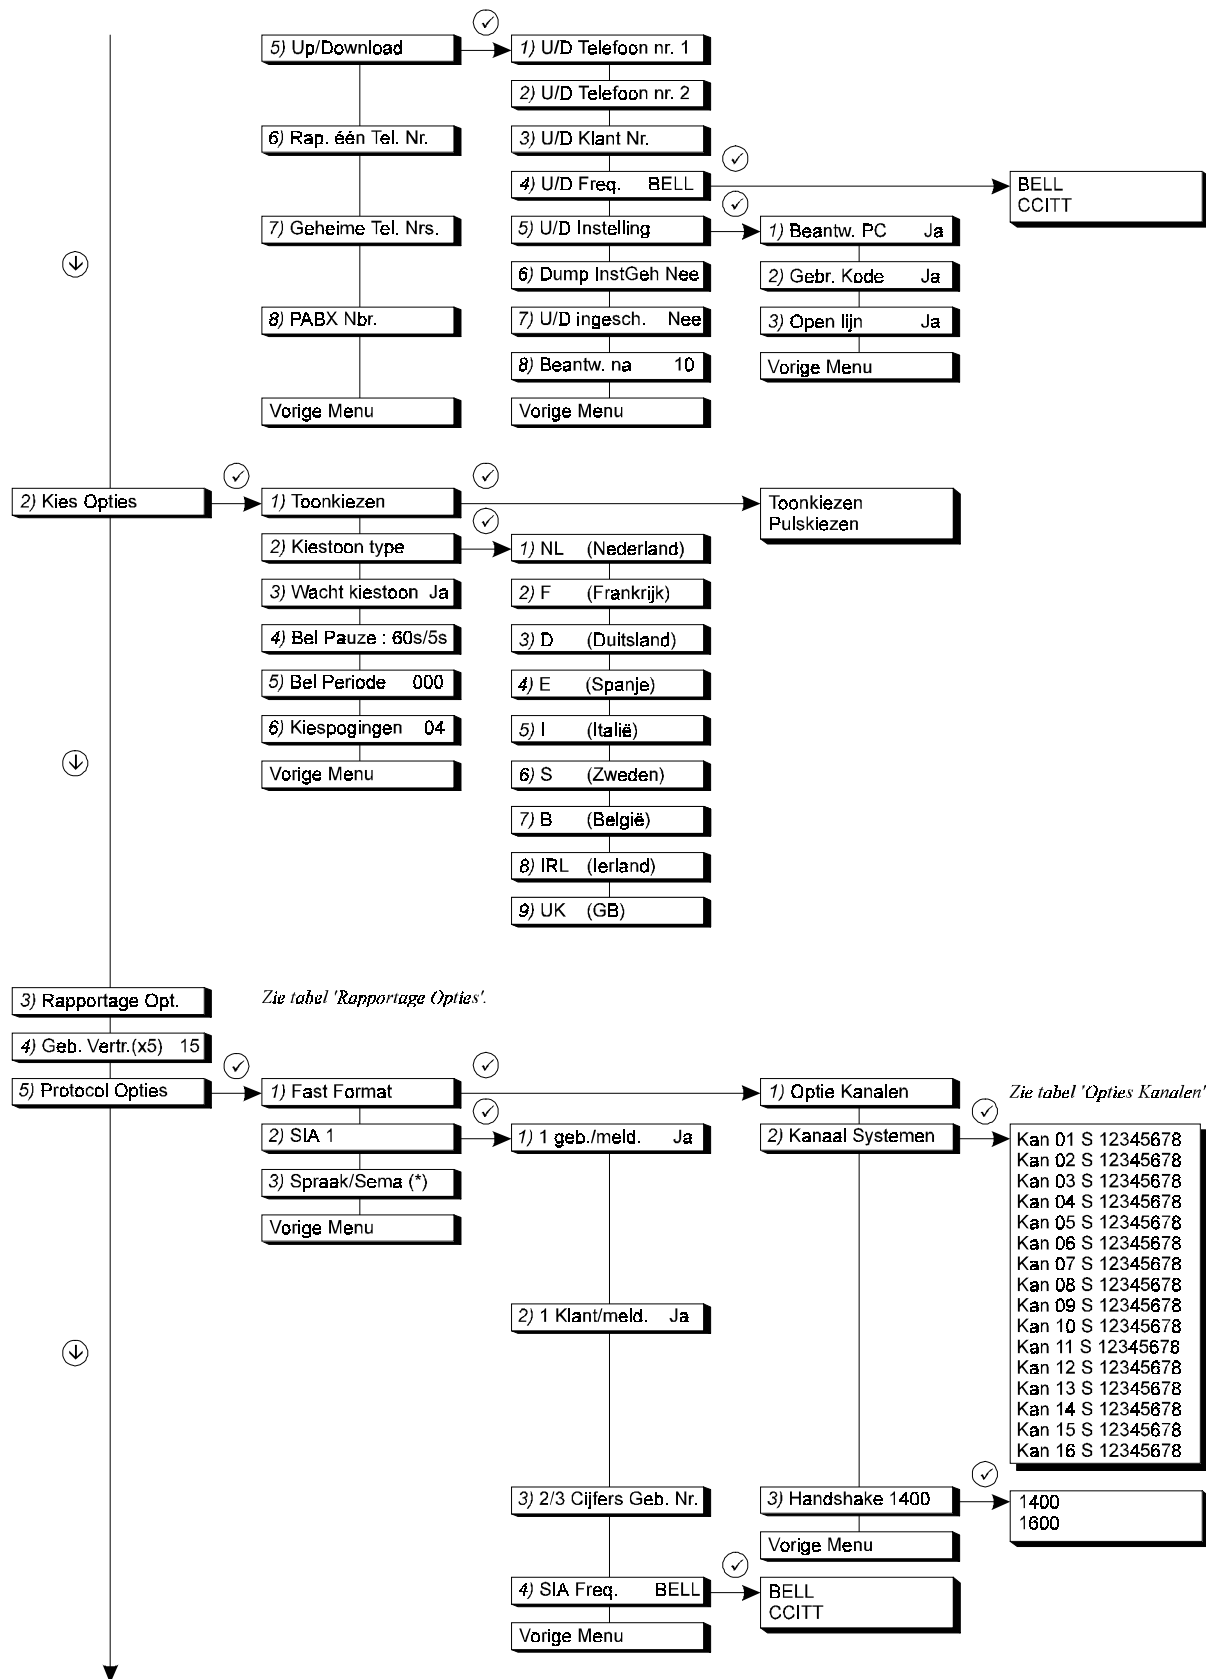 5) Up/Download
1) U/D Telefoon nr. 1
2) U/D Telefoon nr. 2
6) Rap. één Tel. Nr.
3) U/D Klant Nr.
4) U/D Freq. BELL
BELL
CCITT
7) Geheime Tel. Nrs.
5) U/D Instelling
1) Beantw. PC Ja
6) Dump InstGeh Nee
2) Gebr. Kode Ja
8) PABX Nbr.
7) U/D ingesch. Nee
3) Open lijn Ja
8) Beantw. na 10
Vorige Menu
Vorige Menu
Vorige Menu
2) Kies Opties
1) Toonkiezen
Toonkiezen
Pulskiezen
2) Kiestoon type
1) NL (Nederland)
3) Wacht kiestoon Ja
2) F (Frankrijk)
4) Bel Pauze : 60s/5s
3) D (Duitsland)
5) Bel Periode 000
4) E (Spanje)
6) Kiespogingen 04
5) I (Italië)
Vorige Menu
6) S (Zweden)
7) B (België)
8) IRL (Ierland)
9) UK (GB)
3) Rapportage Opt.
Zie tabel 'Rapportage Opties'.
4) Geb. Vertr.(x5) 15
5) Protocol Opties
1) Fast Format
1) Optie Kanalen
Zie tabel 'Opties Kanalen'
2) SIA 1
1) 1 geb./meld. Ja
2) Kanaal Systemen
Kan 01 S 12345678
Kan 02 S 12345678
Kan 03 S 12345678
Kan 04 S 12345678
Kan 05 S 12345678
Kan 06 S 12345678
Kan 07 S 12345678
Kan 08 S 12345678
Kan 09 S 12345678
Kan 10 S 12345678
Kan 11 S 12345678
Kan 12 S 12345678
Kan 13 S 12345678
Kan 14 S 12345678
Kan 15 S 12345678
Kan 16 S 12345678
3) Spraak/Sema (*)
Vorige Menu
2) 1 Klant/meld. Ja
3) 2/3 Cijfers Geb. Nr.
3) Handshake 1400
1400
1600
Vorige Menu
4) SIA Freq. BELL
BELL
CCITT
Vorige Menu